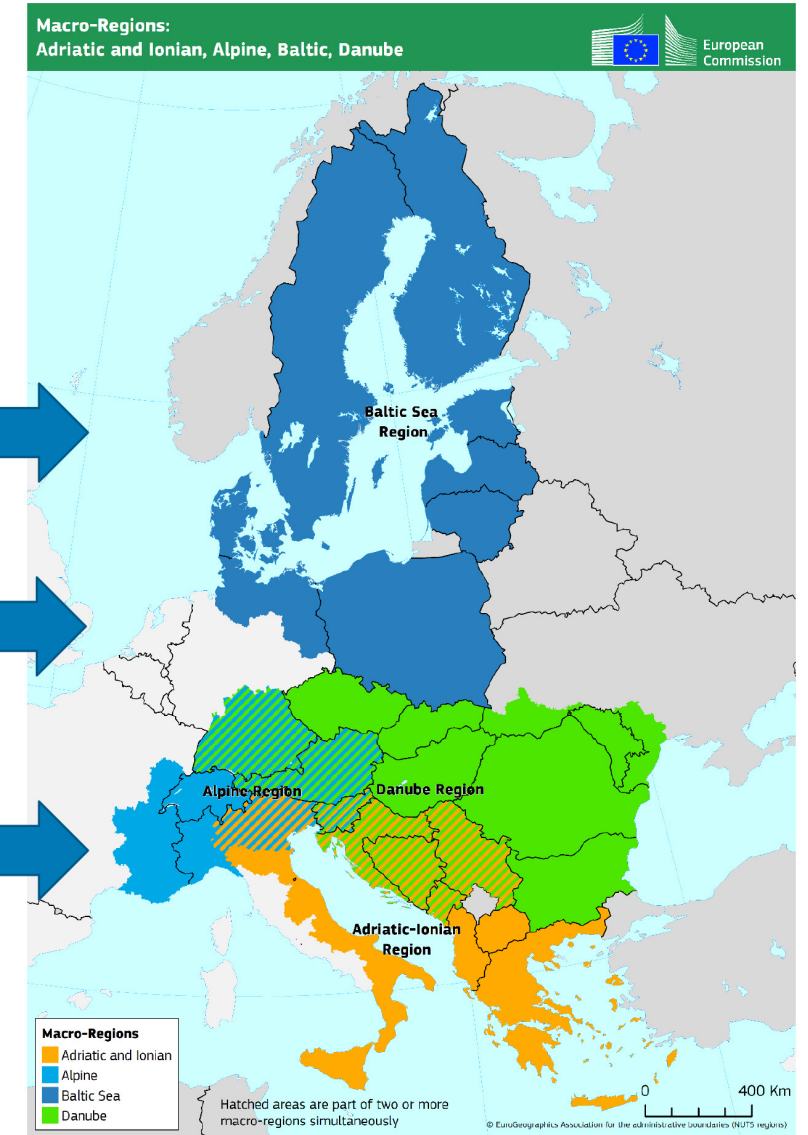 Macro-Regions:
Adriatic and Ionian, Alpine, Baltic, Danube
European
Commission
Baltic Sea
Region
Alpine Region
Danube Region
Adriatic-Ionian
Region
Macro-Regions
Adriatic and Ionian
Alpine
Baltic Sea
Danube
Hatched areas are part of two or more
macro-regions simultaneously
0 400 Km
© EuroGeographics Association for the administrative boundaries (NUTS regions)